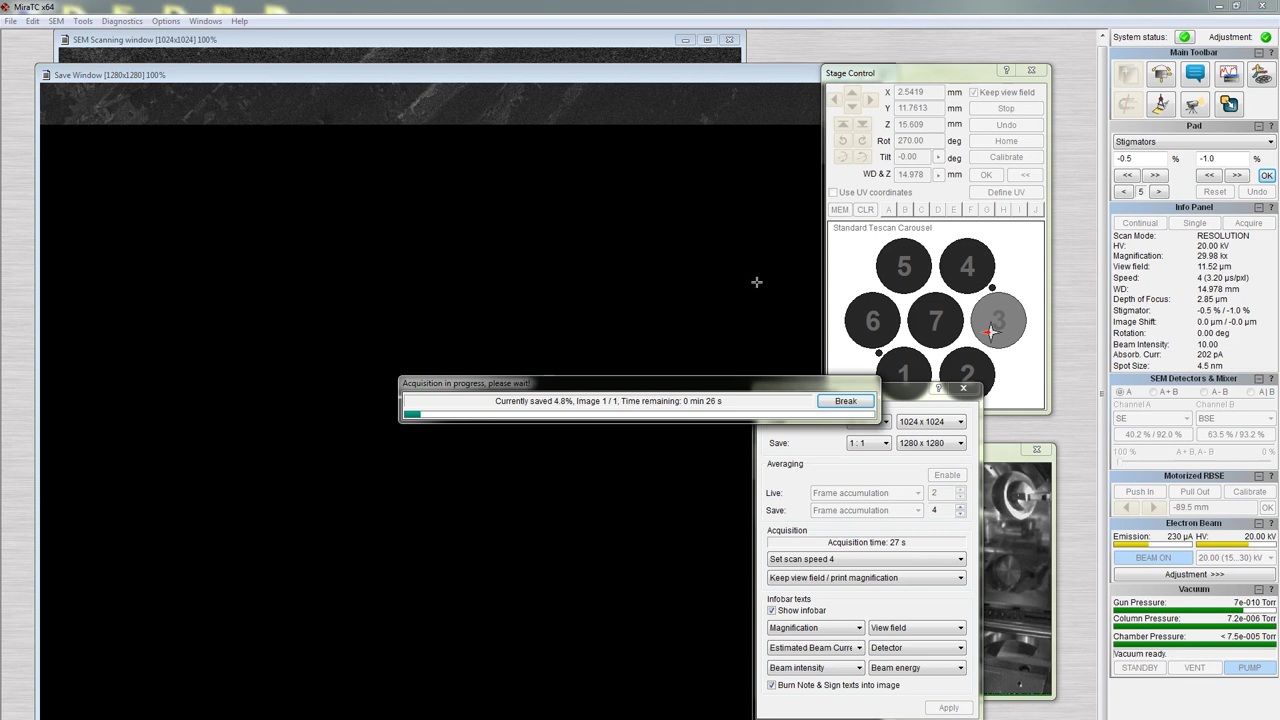 MiraTC x64
File Edit SEM Tools Diagnostics Options Windows Help
SEM Scanning window [1024x1024] 100%
Save Window [1280x1280] 100%
Stage Control
X 2.5419 mm Keep view field
Y 11.7613 mm Stop
Z 15.609 mm Undo
Rot 270.00 deg Home
Tilt -0.00 deg Calibrate
WD & Z 14.978 mm OK <<
Use UV coordinates Define UV
MEM CLR A B C D E F G H I J
Standard Tescan Carousel
5 4
6 7 3
1 2
Acquisition in progress, please wait!
Currently saved 4.8%, Image 1 / 1, Time remaining: 0 min 26 s
Break
1024 x 1024
Save: 1 : 1 1280 x 1280
Averaging
Enable
Live: Frame accumulation 2
Save: Frame accumulation 4
Acquisition
Acquisition time: 27 s
Set scan speed 4
Keep view field / print magnification
Infobar texts
Show infobar
Magnification View field
Estimated Beam Curre Detector
Beam intensity Beam energy
Burn Note & Sign texts into image
Apply
System status: Adjustment:
Main Toolbar
Pad
Stigmators
-0.5 % -1.0 %
<< >> << >> OK
< 5 > Reset Undo
Info Panel
Continual Single Acquire
Scan Mode: RESOLUTION
HV: 20.00 kV
Magnification: 29.98 kx
View field: 11.52 µm
Speed: 4 (3.20 µs/pxl)
WD: 14.978 mm
Depth of Focus: 2.85 µm
Stigmator: -0.5 % / -1.0 %
Image Shift: 0.0 µm / -0.0 µm
Rotation: 0.00 deg
Beam Intensity: 10.00
Absorb. Curr: 202 pA
Spot Size: 4.5 nm
SEM Detectors & Mixer
A A + B A - B A | B
Channel A Channel B
SE BSE
40.2 % / 92.0 % 63.5 % / 93.2 %
100 % A + B, A - B 0 %
Motorized RBSE
Push In Pull Out Calibrate
-89.5 mm OK
Electron Beam
Emission: 230 µA HV: 20.00 kV
BEAM ON 20.00 (15...30) kV
Adjustment >>>
Vacuum
Gun Pressure: 7e-010 Torr
Column Pressure: 7.2e-006 Torr
Chamber Pressure: < 7.5e-005 Torr
Vacuum ready.
STANDBY VENT PUMP